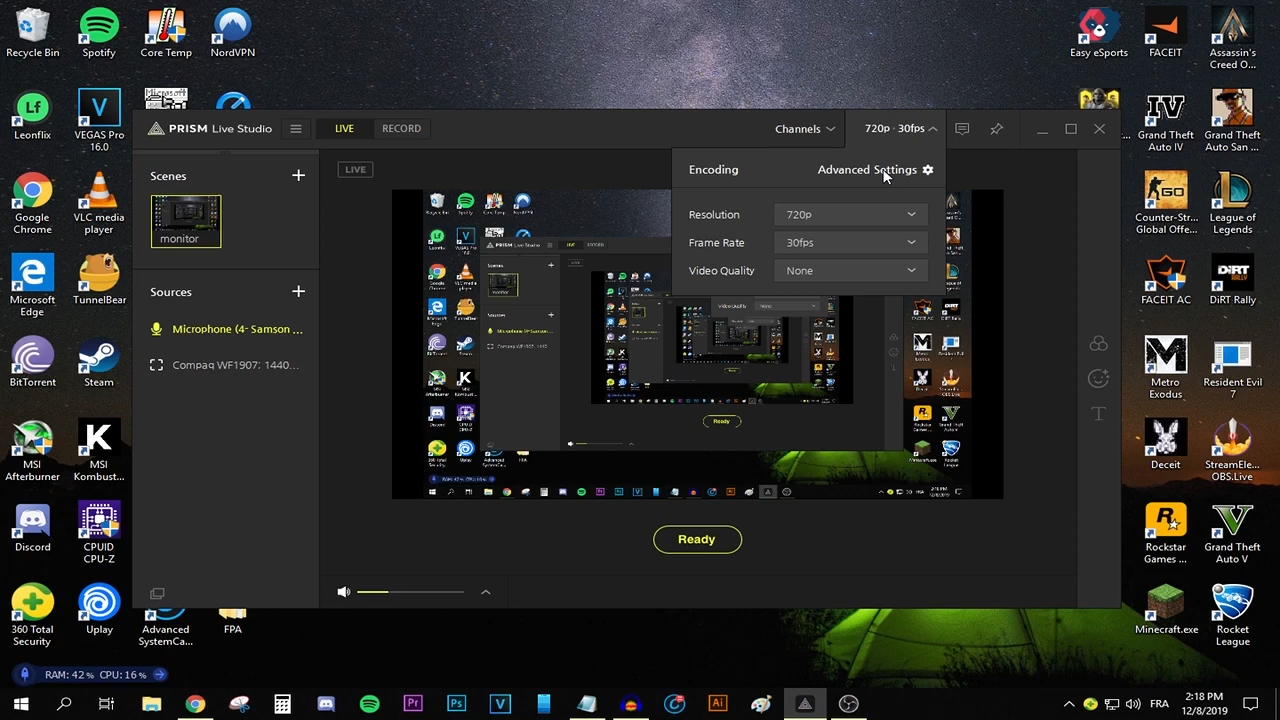 Recycle Bin
Spotify
Core Temp
NordVPN
Easy eSports
FACEIT
Assassin's
Creed O...
Leonflix
VEGAS Pro
16.0
Microsoft
Grand Theft
Auto IV
Grand Theft
Auto San ...
PRISM Live Studio
LIVE
RECORD
Channels
720p · 30fps
Encoding
Advanced Settings
Resolution
720p
Frame Rate
30fps
Video Quality
None
Scenes
monitor
Sources
Microphone (4- Samson ...
Compaq WF1907: 1440...
LIVE
Ready
Ready
Google
Chrome
VLC media
player
Counter-Str...
Global Offe...
League of
Legends
Microsoft
Edge
TunnelBear
FACEIT AC
DiRT Rally
BitTorrent
Steam
Metro
Exodus
Resident Evil
7
MSI
Afterburner
MSI
Kombust...
Deceit
StreamEle...
OBS.Live
Discord
CPUID
CPU-Z
Rockstar
Games ...
Grand Theft
Auto V
360 Total
Security
Uplay
Advanced
SystemCa...
FPA
Minecraft.exe
Rocket
League
RAM: 42 % CPU: 16 %
FRA
2:18 PM
12/8/2019